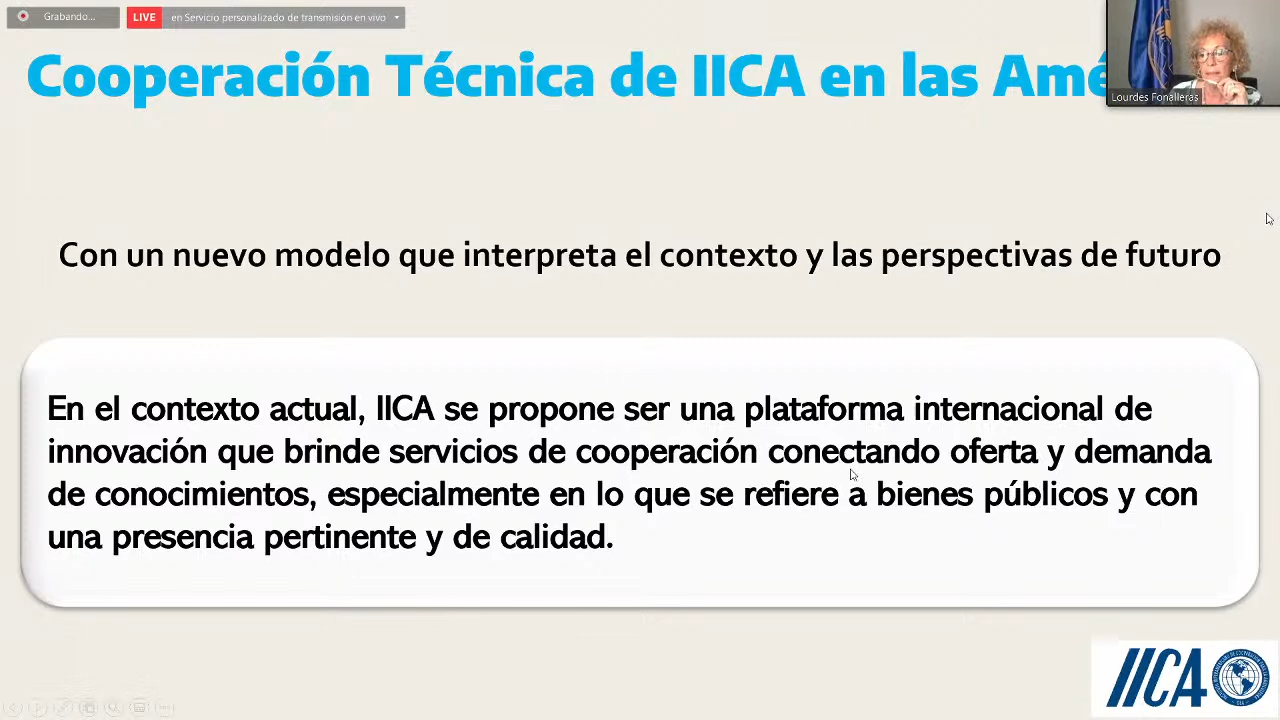 Grabando...
LIVE en Servicio personalizado de transmisión en vivo
Cooperación Técnica de IICA en las Amé
Lourdes Fonalleras
Con un nuevo modelo que interpreta el contexto y las perspectivas de futuro
En el contexto actual, IICA se propone ser una plataforma internacional de
innovación que brinde servicios de cooperación conectando oferta y demanda
de conocimientos, especialmente en lo que se refiere a bienes públicos y con
una presencia pertinente y de calidad.
IICA